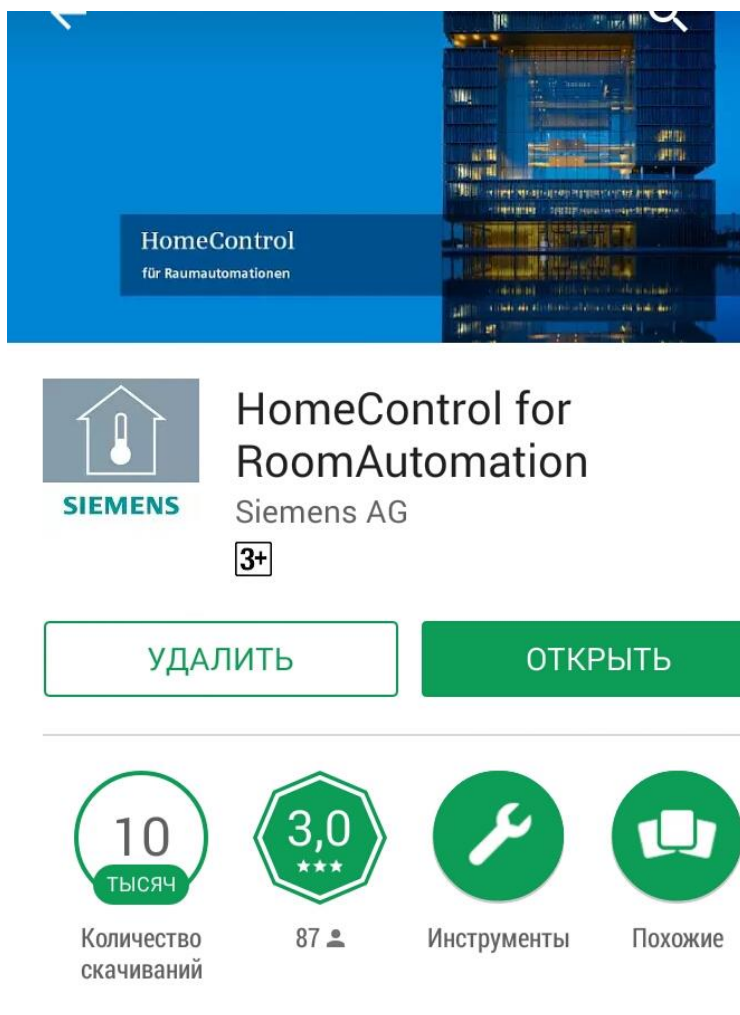 HomeControl
für Raumautomationen
HomeControl for
RoomAutomation
SIEMENS
Siemens AG
3+
УДАЛИТЬ
ОТКРЫТЬ
10
ТЫСЯЧ
3,0
Количество
скачиваний
87
Инструменты
Похожие